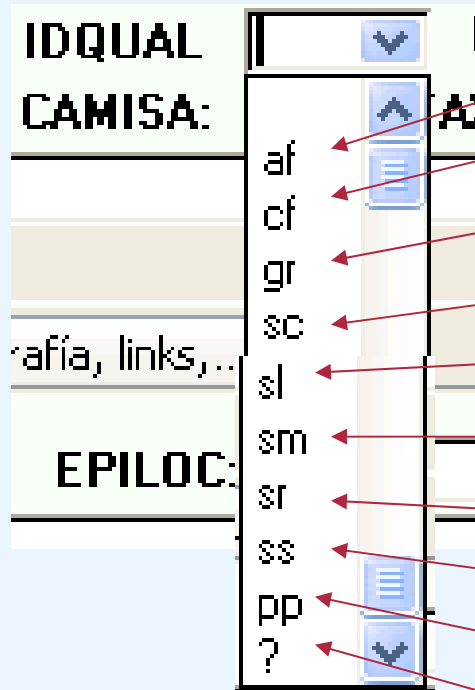 IDQUAL
CAMISA:
af
cf
gr
sc
rafía, links,...
sl
sm
EPILOC:
sr
ss
pp
?